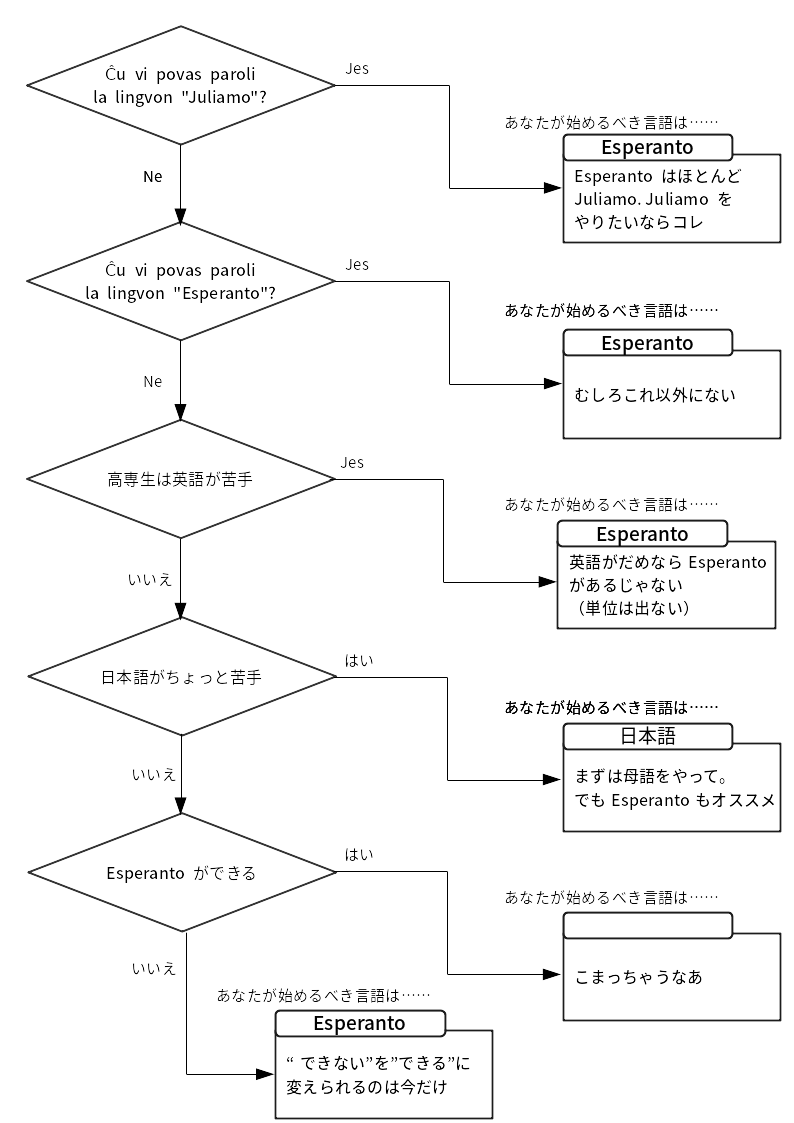 Ĉu vi povas paroli
la lingvon "Juliamo"?
Jes
あなたが始めるべき言語は……
Esperanto
Esperanto はほとんど
Juliamo. Juliamo を
やりたいならコレ
Ne
Ĉu vi povas paroli
la lingvon "Esperanto"?
Jes
あなたが始めるべき言語は……
Esperanto
むしろこれ以外にない
Ne
高専生は英語が苦手
Jes
あなたが始めるべき言語は……
Esperanto
英語がだめなら Esperanto
があるじゃない
（単位は出ない）
いいえ
日本語がちょっと苦手
はい
あなたが始めるべき言語は……
日本語
まずは母語をやって。
でも Esperanto もオススメ
いいえ
Esperanto ができる
はい
あなたが始めるべき言語は……
こまっちゃうなあ
いいえ
あなたが始めるべき言語は……
Esperanto
“ できない”を”できる”に
変えられるのは今だけ